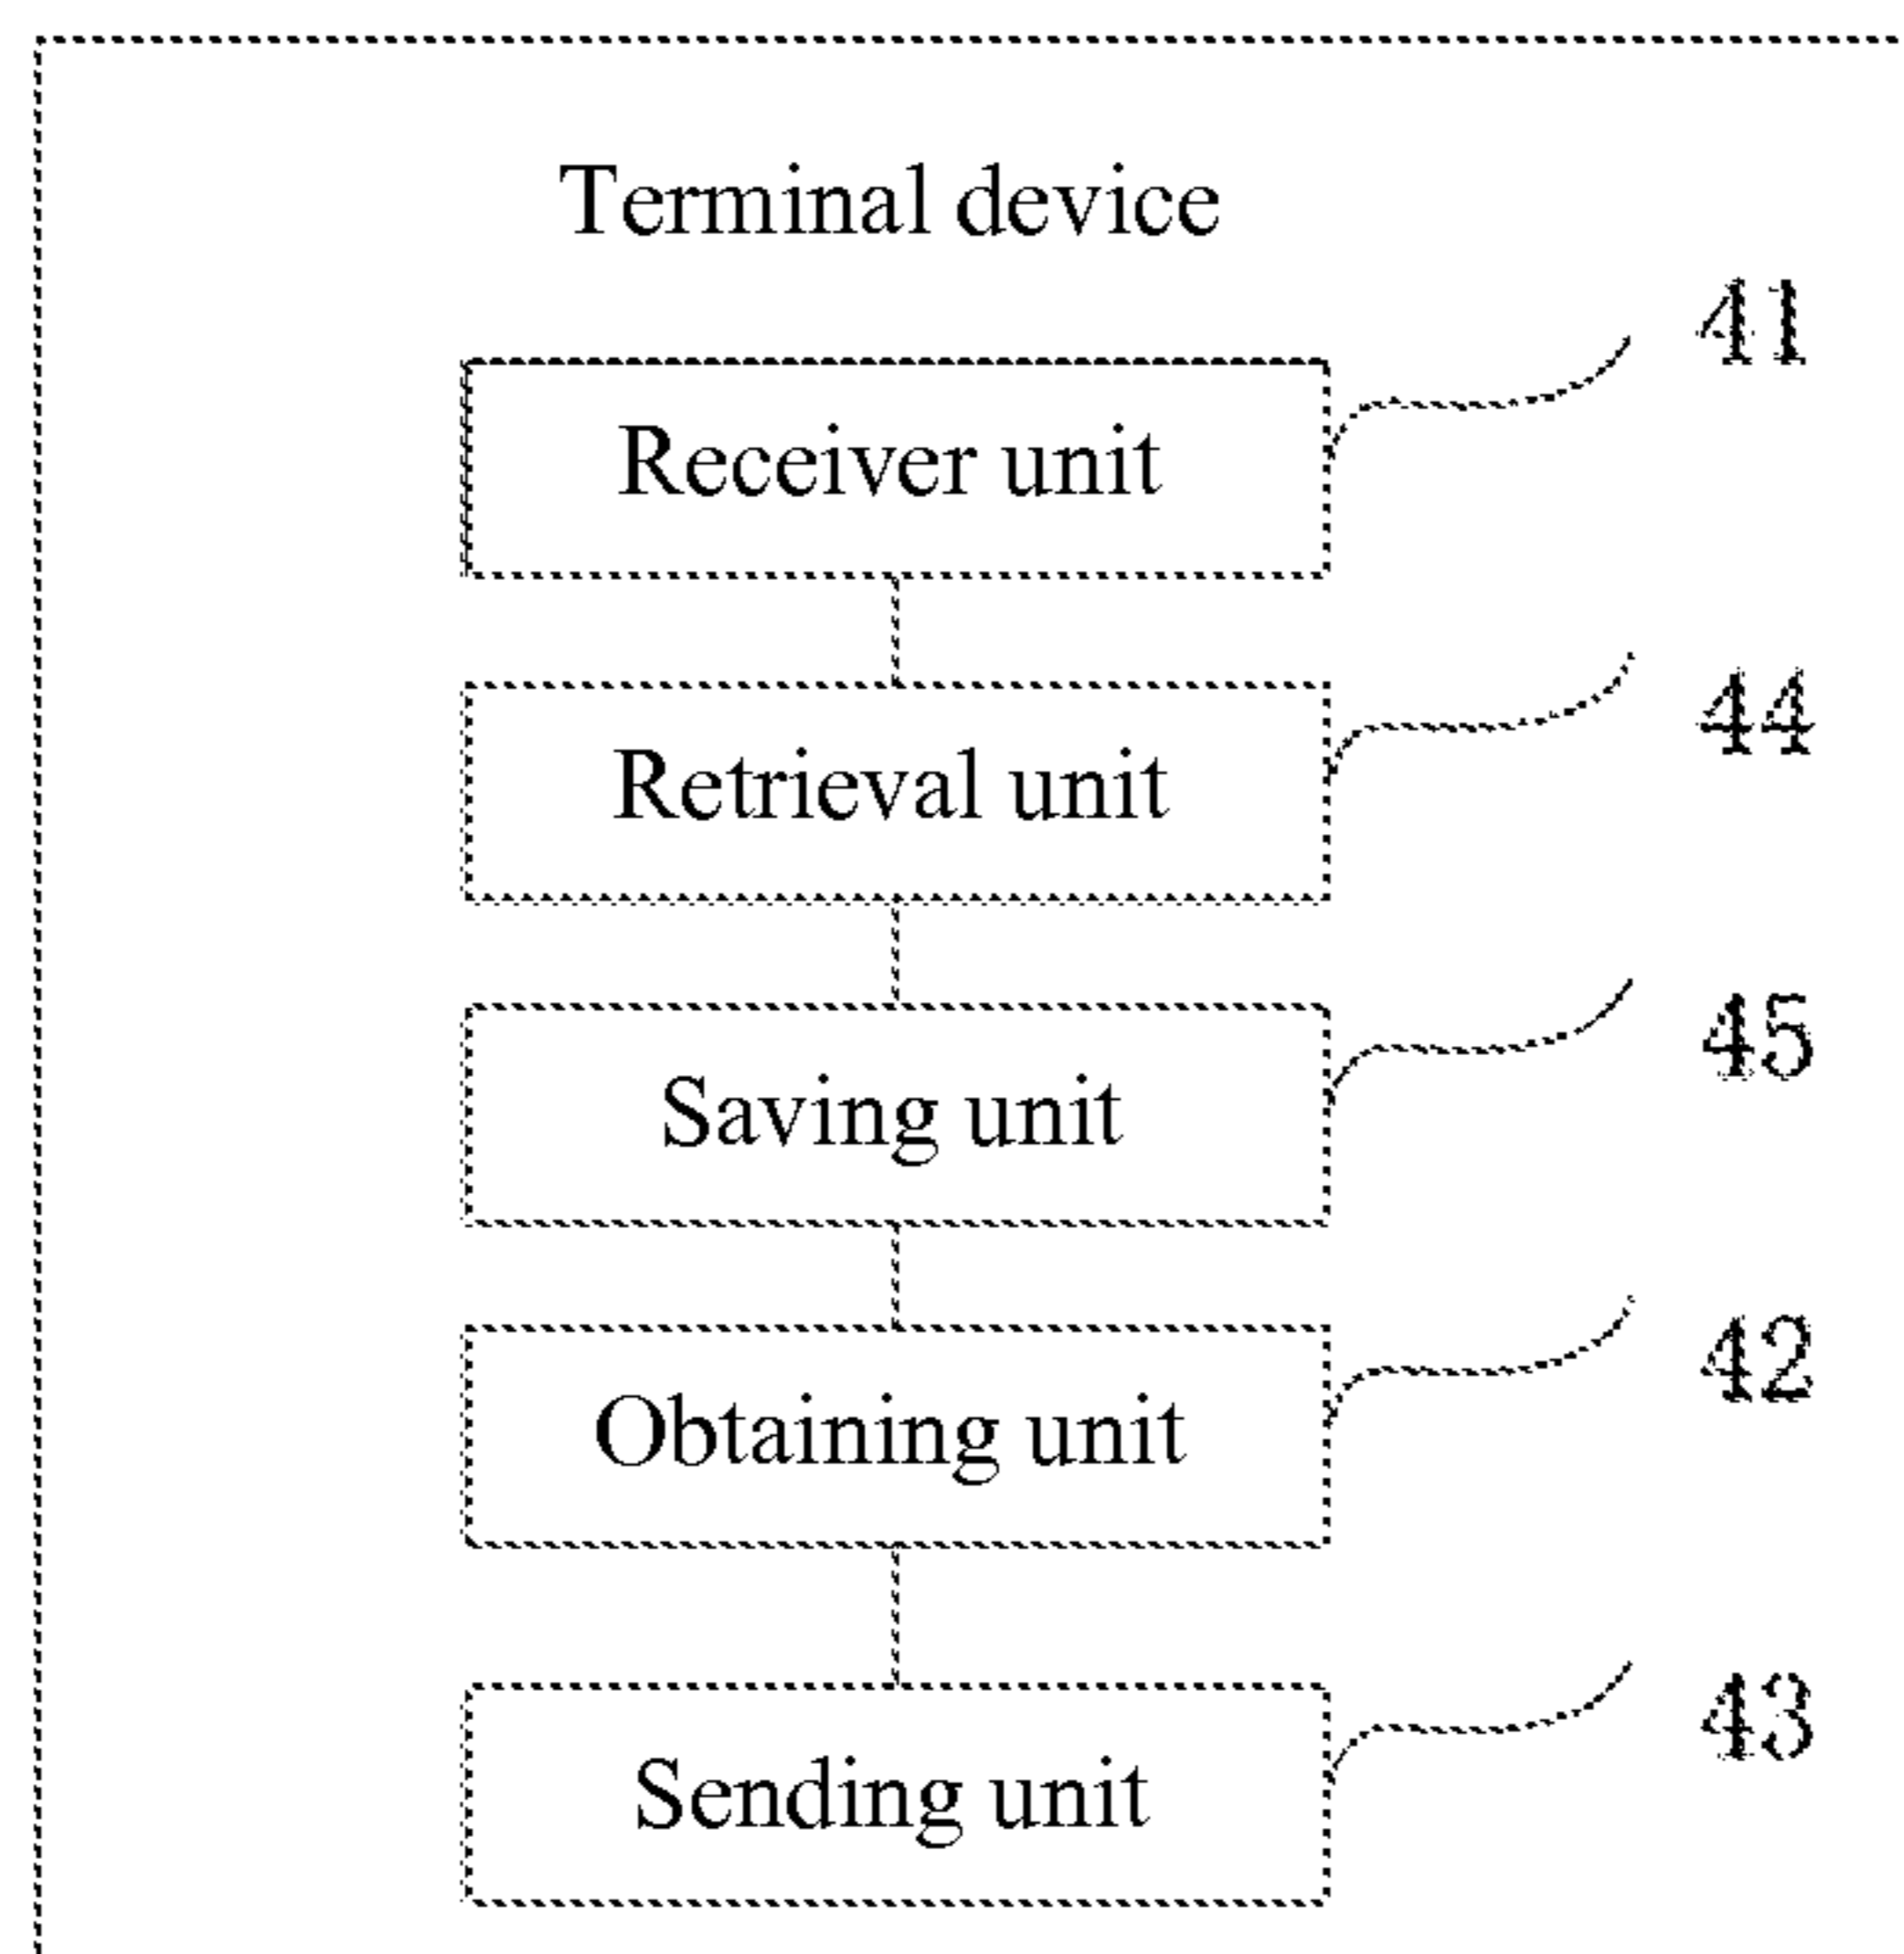 Terminal device
41
Receiver unit
44
Retrieval unit
45
Saving unit
42
Obtaining unit
43
Sending unit